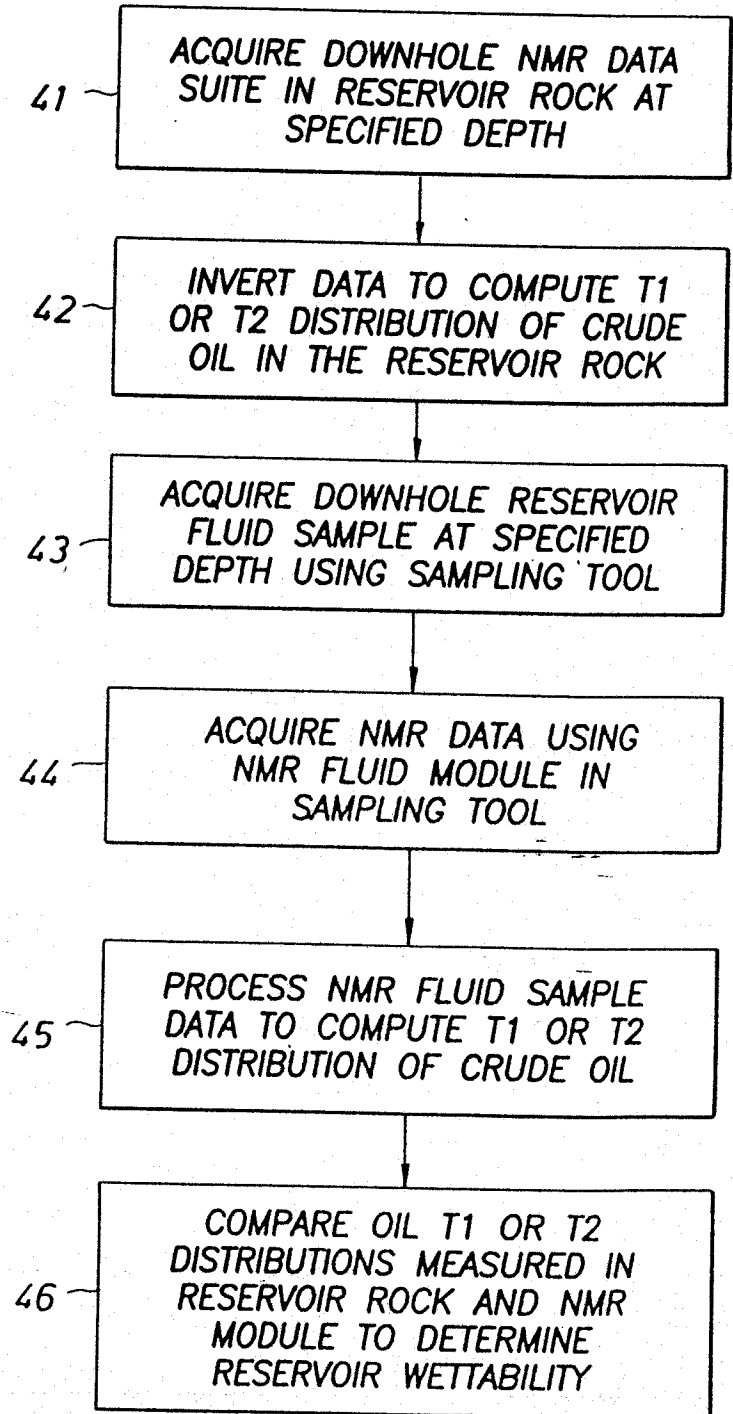 41
ACQUIRE DOWNHOLE NMR DATA
SUITE IN RESERVOIR ROCK AT
SPECIFIED DEPTH
42
INVERT DATA TO COMPUTE T1
OR T2 DISTRIBUTION OF CRUDE
OIL IN THE RESERVOIR ROCK
43
ACQUIRE DOWNHOLE RESERVOIR
FLUID SAMPLE AT SPECIFIED
DEPTH USING SAMPLING TOOL
44
ACQUIRE NMR DATA USING
NMR FLUID MODULE IN
SAMPLING TOOL
45
PROCESS NMR FLUID SAMPLE
DATA TO COMPUTE T1 OR T2
DISTRIBUTION OF CRUDE OIL
46
COMPARE OIL T1 OR T2
DISTRIBUTIONS MEASURED IN
RESERVOIR ROCK AND NMR
MODULE TO DETERMINE
RESERVOIR WETTABILITY